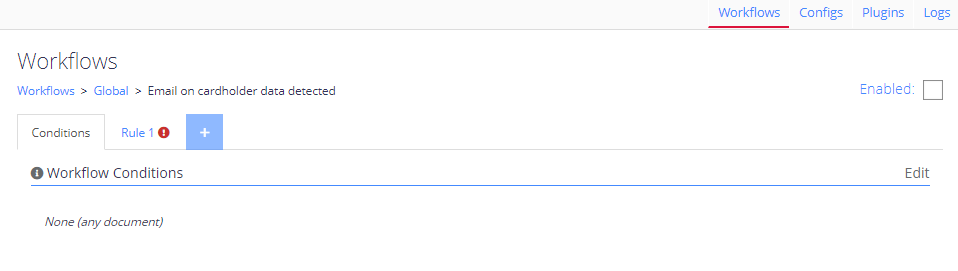 Workflows Configs Plugins Logs
Workflows
Workflows > Global > Email on cardholder data detected
Enabled:
Conditions Rule 1 +
Workflow Conditions Edit
None (any document)